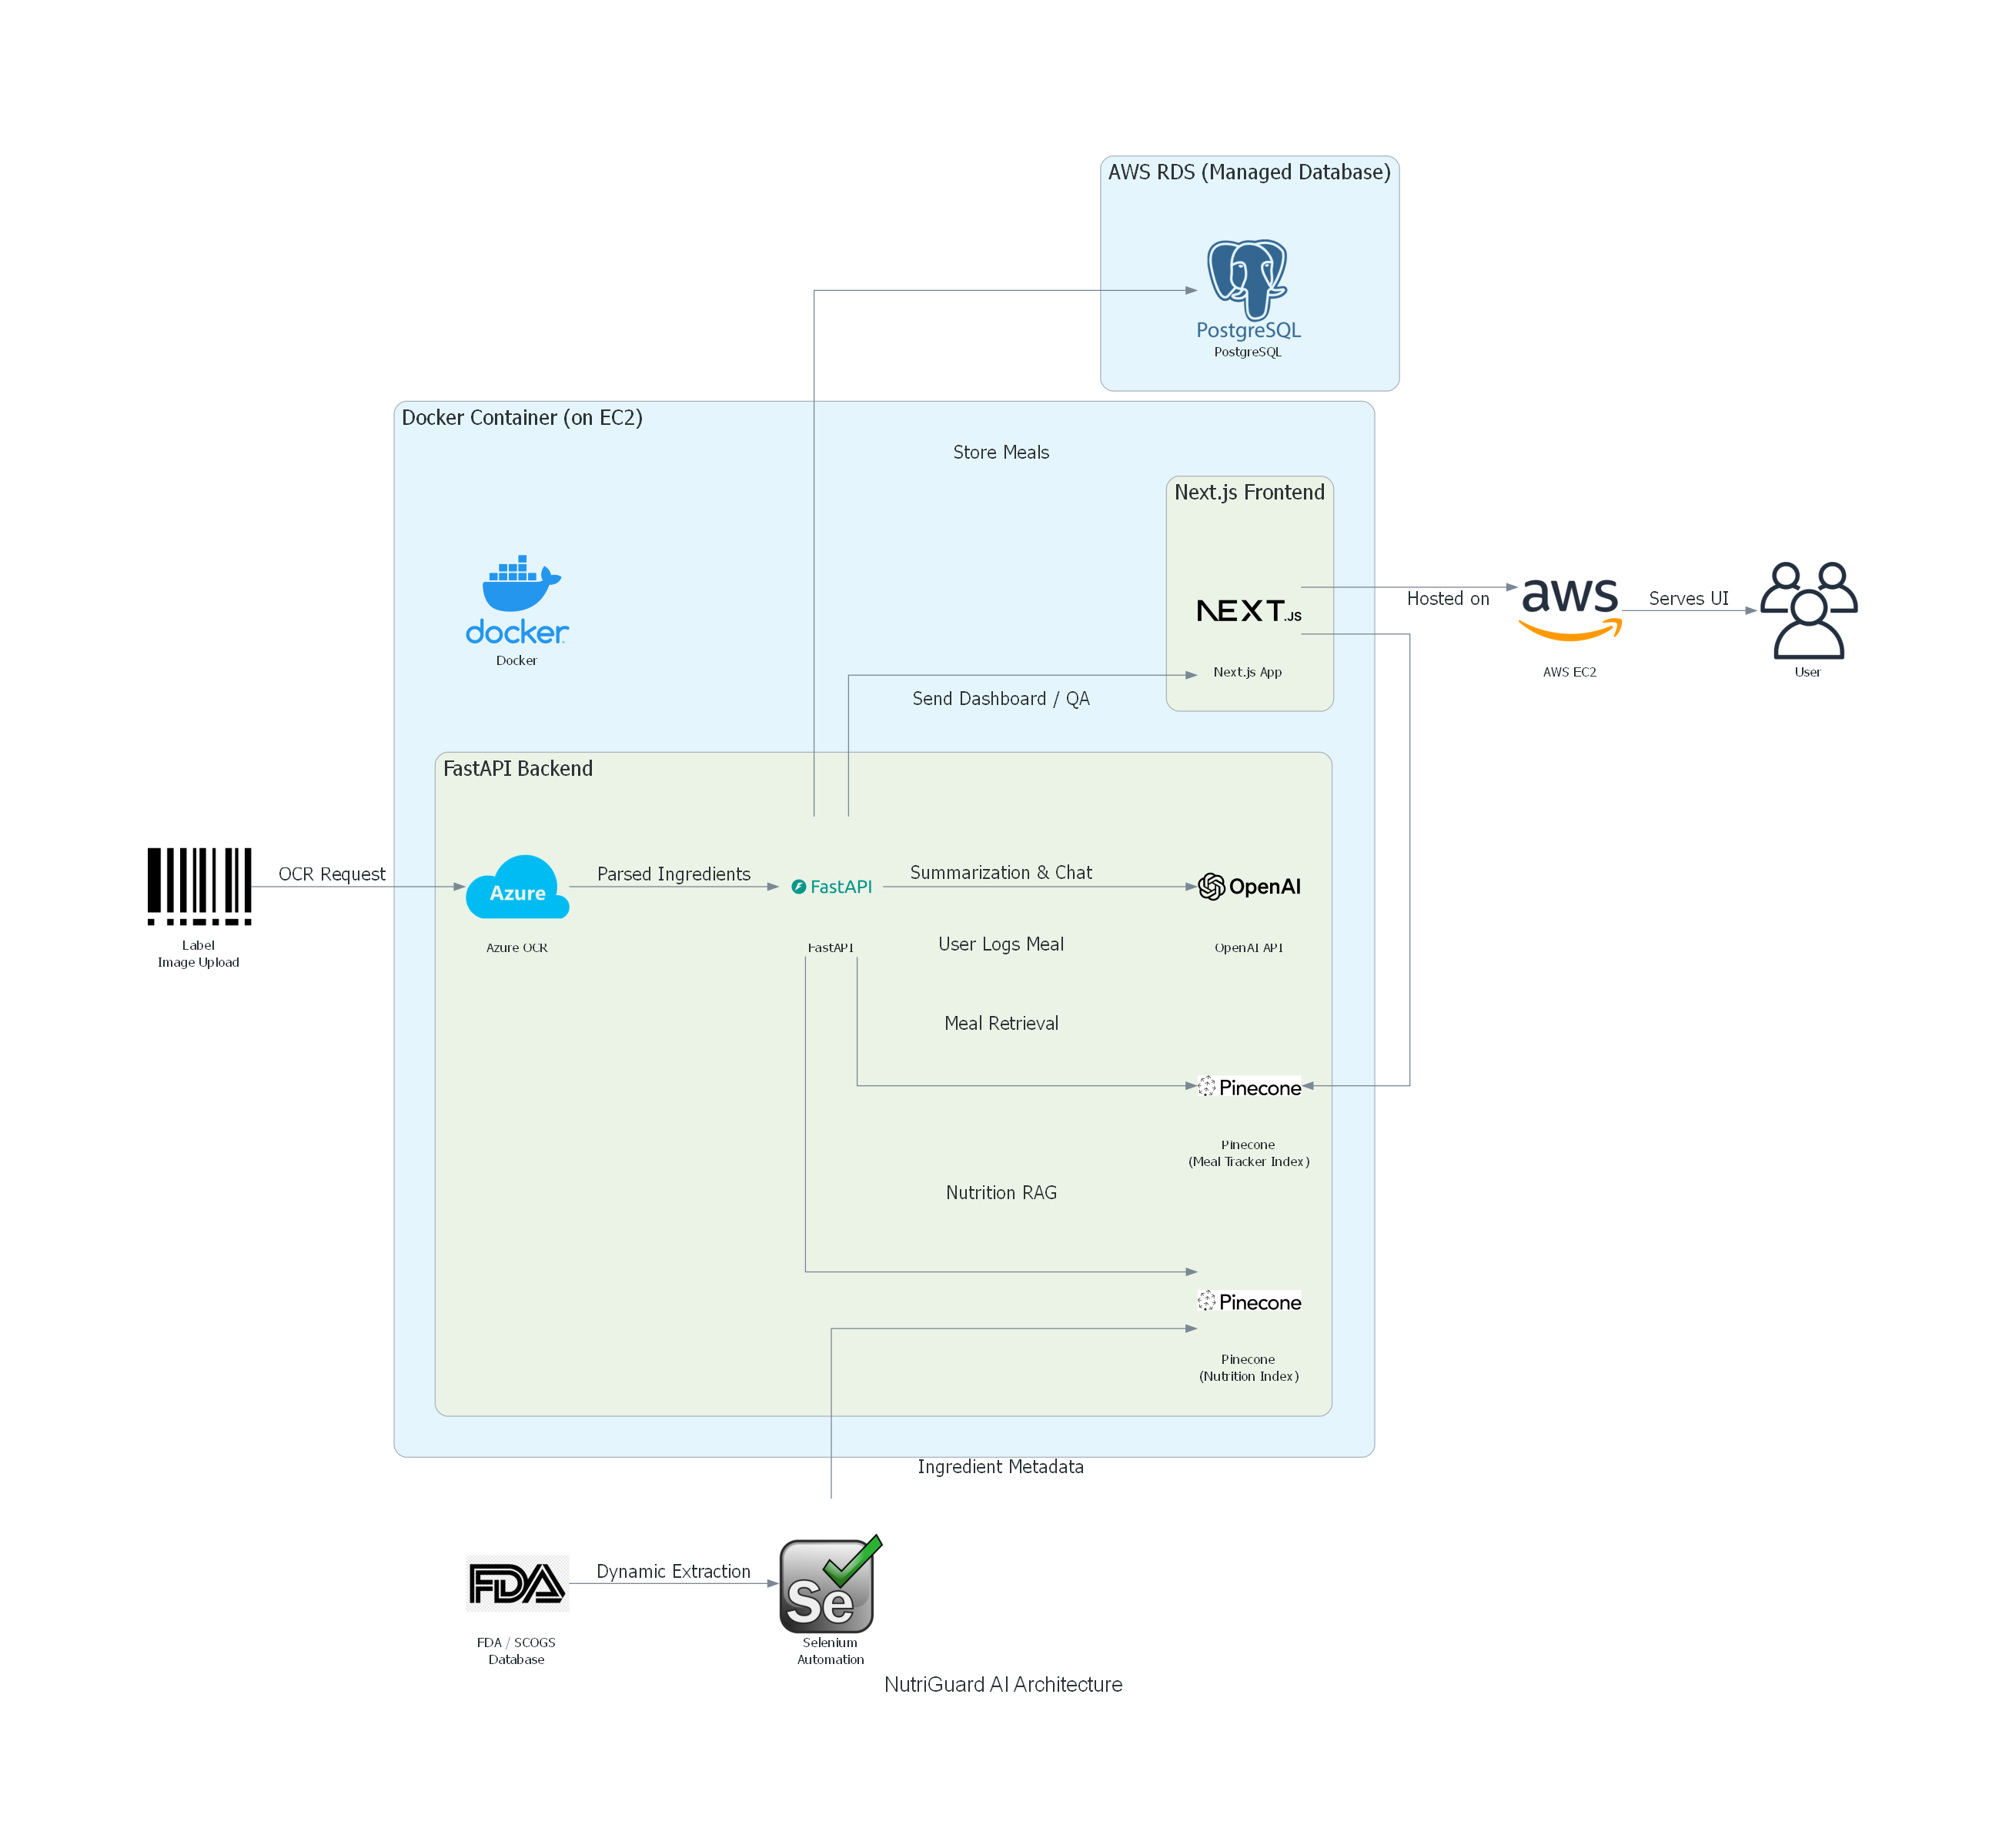 AWS RDS (Managed Database)
PostgreSQL
PostgreSQL
Docker Container (on EC2)
Store Meals
Next.js Frontend
docker
Docker
NEXT.JS
Next.js App
Hosted on
aws
AWS EC2
Serves UI
User
Send Dashboard / QA
FastAPI Backend
Label
Image Upload
OCR Request
Azure
Azure OCR
Parsed Ingredients
FastAPI
FastAPI
Summarization & Chat
OpenAI
OpenAI API
User Logs Meal
Meal Retrieval
Pinecone
Pinecone
(Meal Tracker Index)
Nutrition RAG
Pinecone
Pinecone
(Nutrition Index)
Ingredient Metadata
FDA
FDA / SCOGS
Database
Dynamic Extraction
Se
Selenium
Automation
NutriGuard AI Architecture